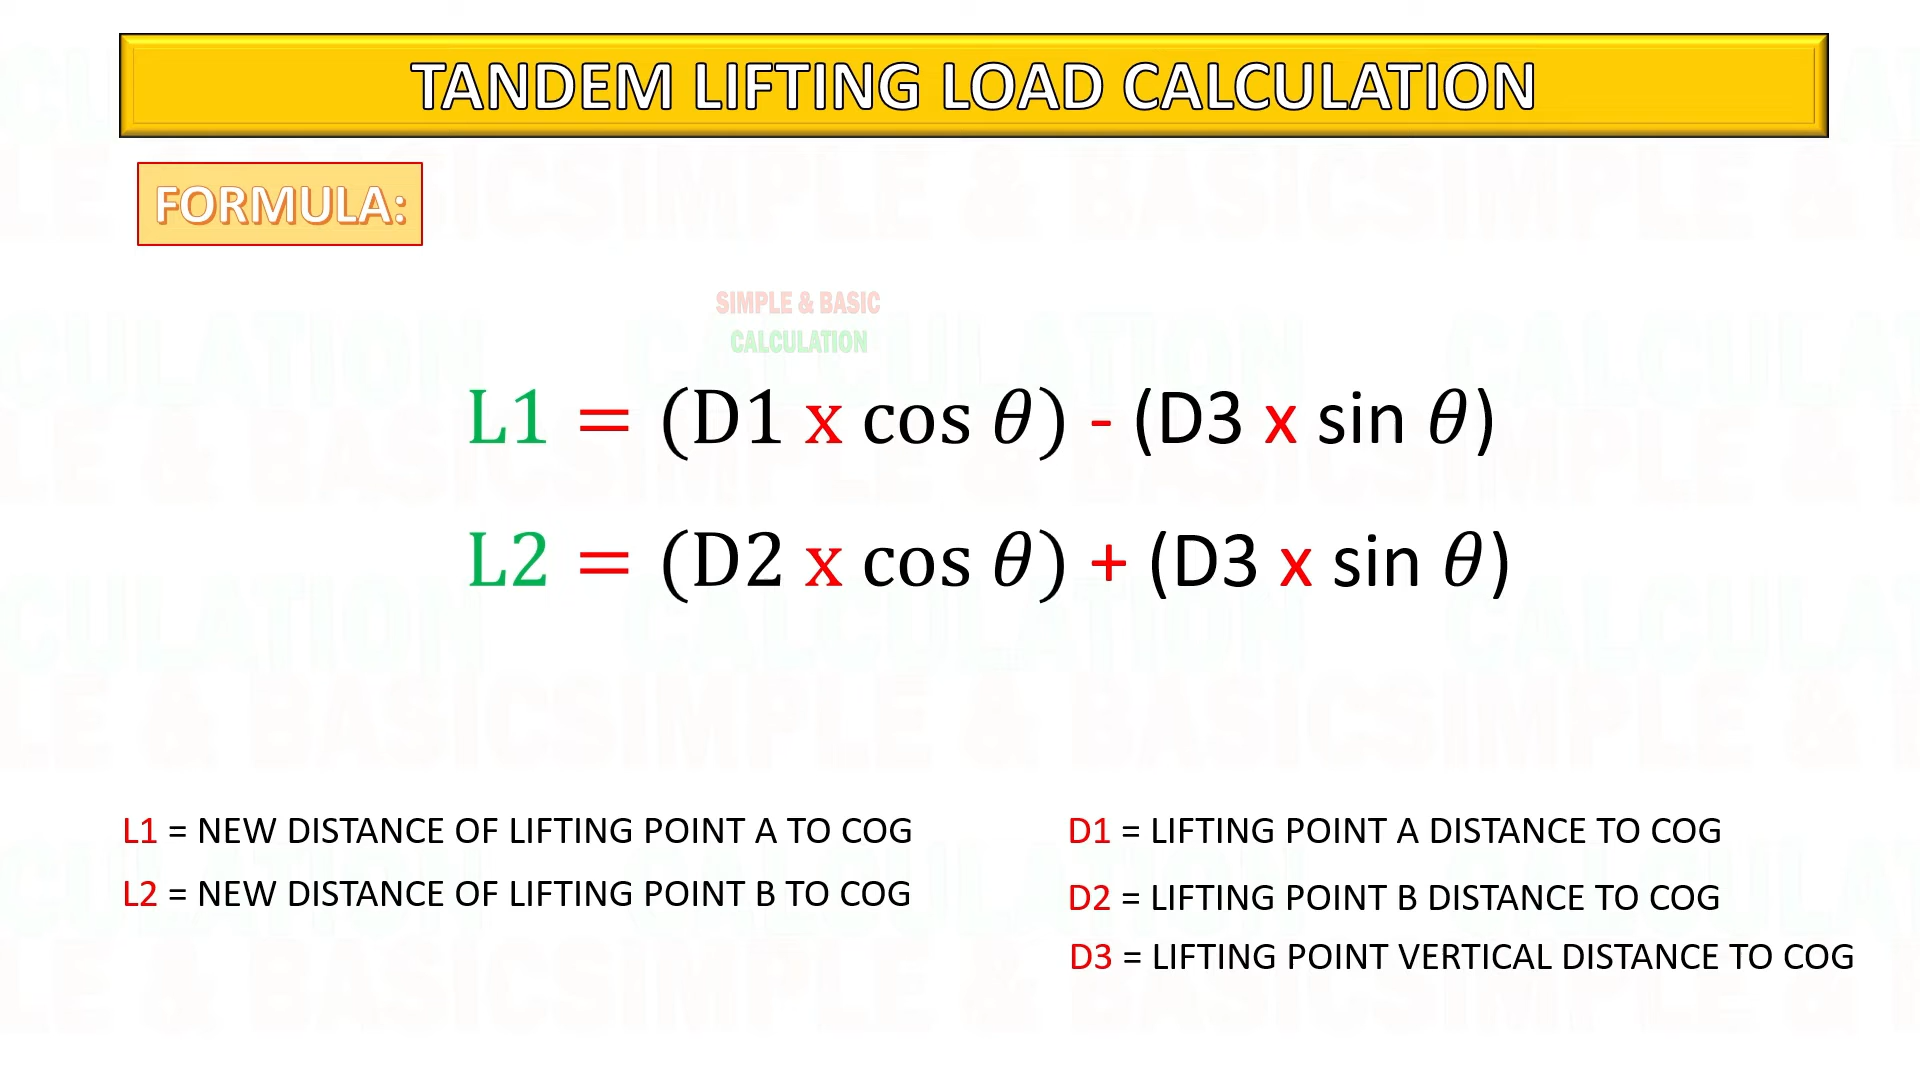 TANDEM LIFTING LOAD CALCULATION
FORMULA:
SIMPLE & BASIC
CALCULATION
L1 = (D1 x cos θ) - (D3 x sin θ)
L2 = (D2 x cos θ) + (D3 x sin θ)
L1 = NEW DISTANCE OF LIFTING POINT A TO COG
L2 = NEW DISTANCE OF LIFTING POINT B TO COG
D1 = LIFTING POINT A DISTANCE TO COG
D2 = LIFTING POINT B DISTANCE TO COG
D3 = LIFTING POINT VERTICAL DISTANCE TO COG